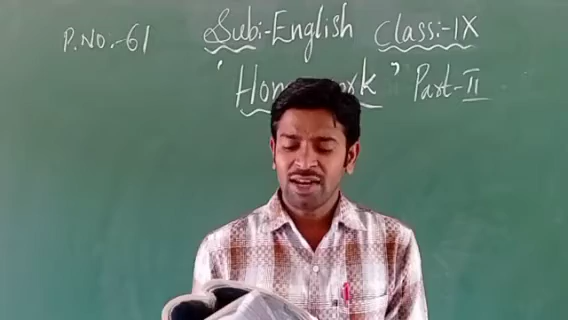 P.NO.-61 Sub:-English Class:-IX
' ' Part-II